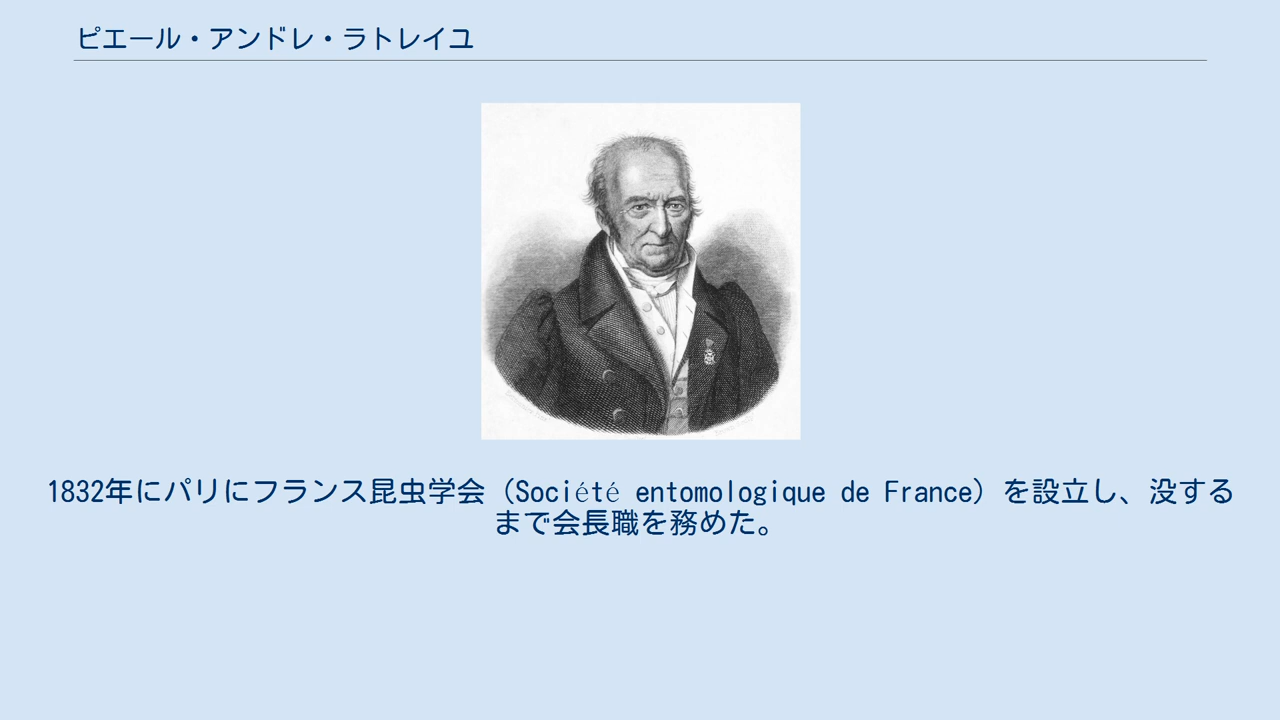 ピエール・アンドレ・ラトレイユ
1832年にパリにフランス昆虫学会（Société entomologique de France）を設立し、没する
まで会長職を務めた。